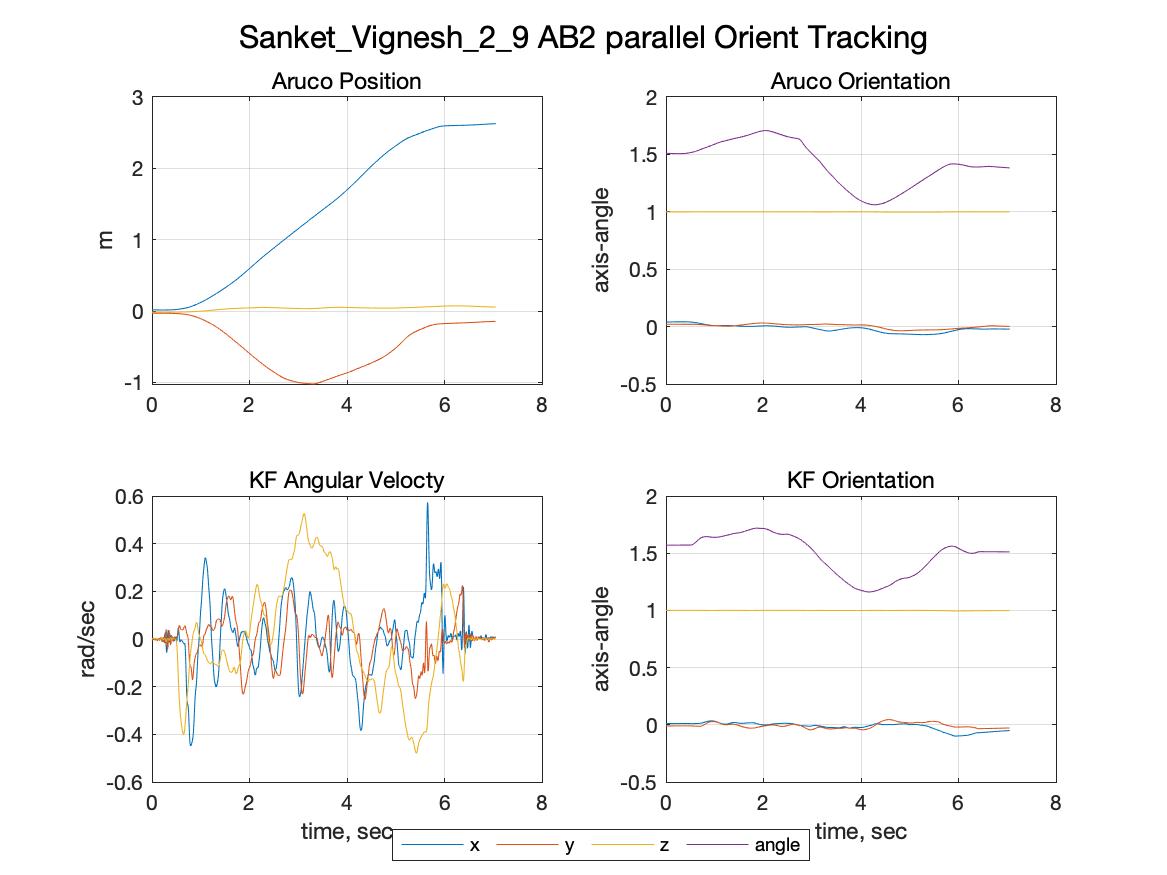 Sanket_Vignesh_2_9 AB2 parallel Orient Tracking
Aruco Position
3
2
1
0
-1
m
0 2 4 6 8
Aruco Orientation
2
1.5
1
0.5
0
-0.5
axis-angle
0 2 4 6 8
KF Angular Velocty
0.6
0.4
0.2
0
-0.2
-0.4
-0.6
rad/sec
0 2 4 6 8
time, sec
KF Orientation
2
1.5
1
0.5
0
-0.5
axis-angle
0 2 4 6 8
time, sec
x y z angle